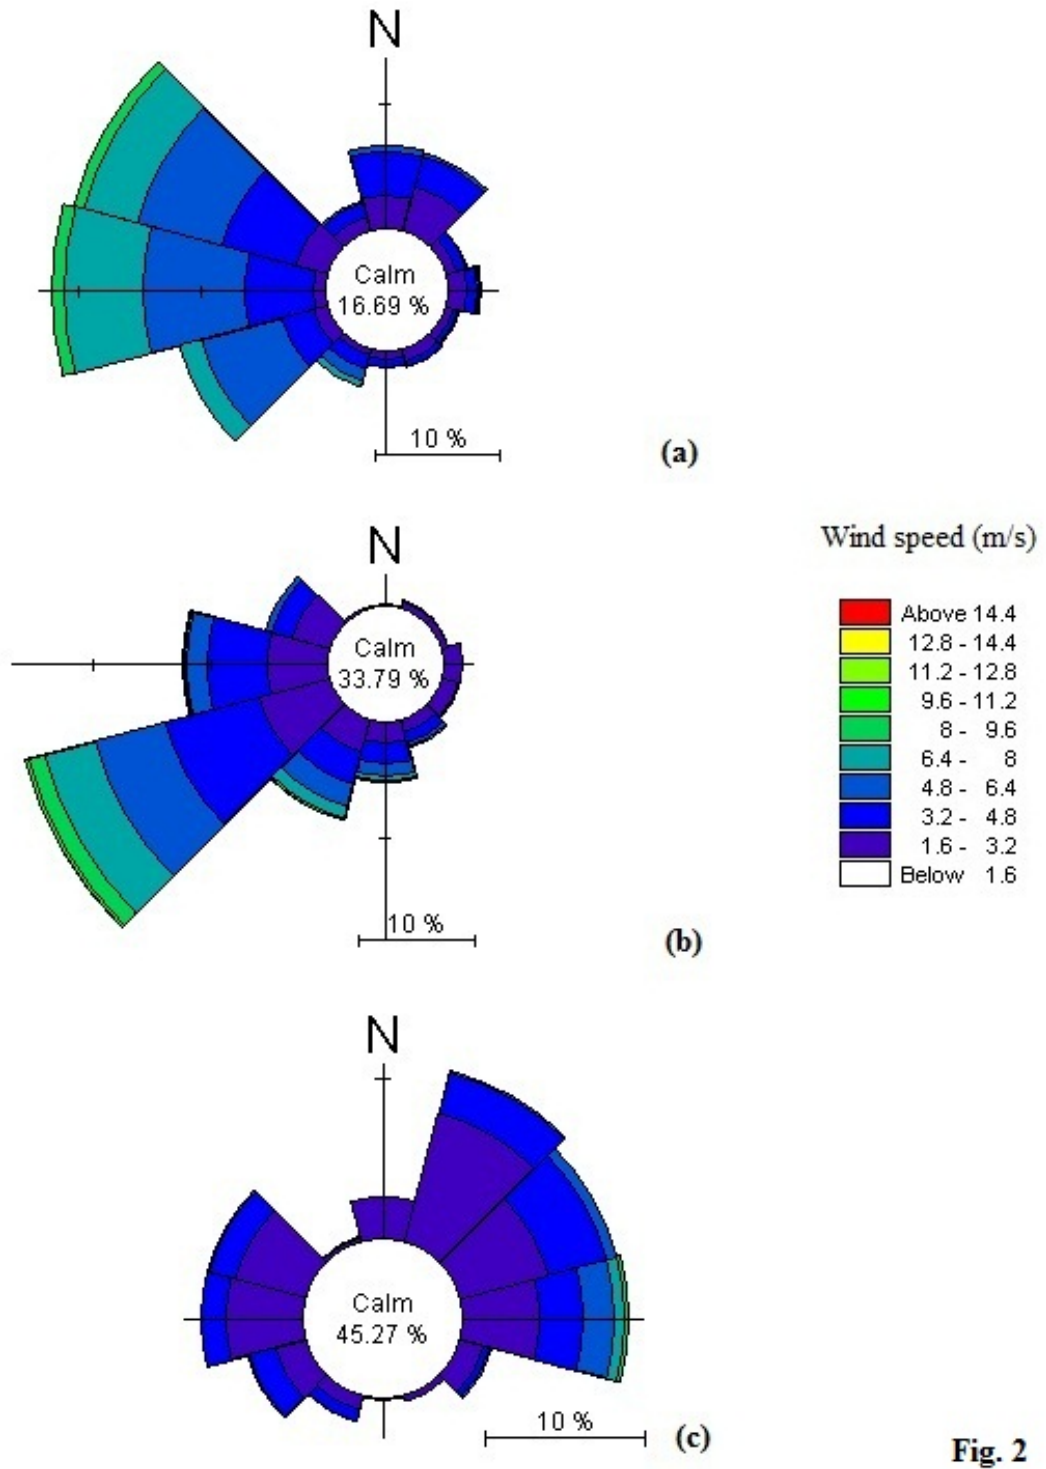 N
Calm
16.69 %
10 %
(a)
N
Calm
33.79 %
10 %
(b)
Wind speed (m/s)
Above 14.4
12.8 - 14.4
11.2 - 12.8
9.6 - 11.2
8 - 9.6
6.4 - 8
4.8 - 6.4
3.2 - 4.8
1.6 - 3.2
Below 1.6
N
Calm
45.27 %
10 %
(c)
Fig. 2